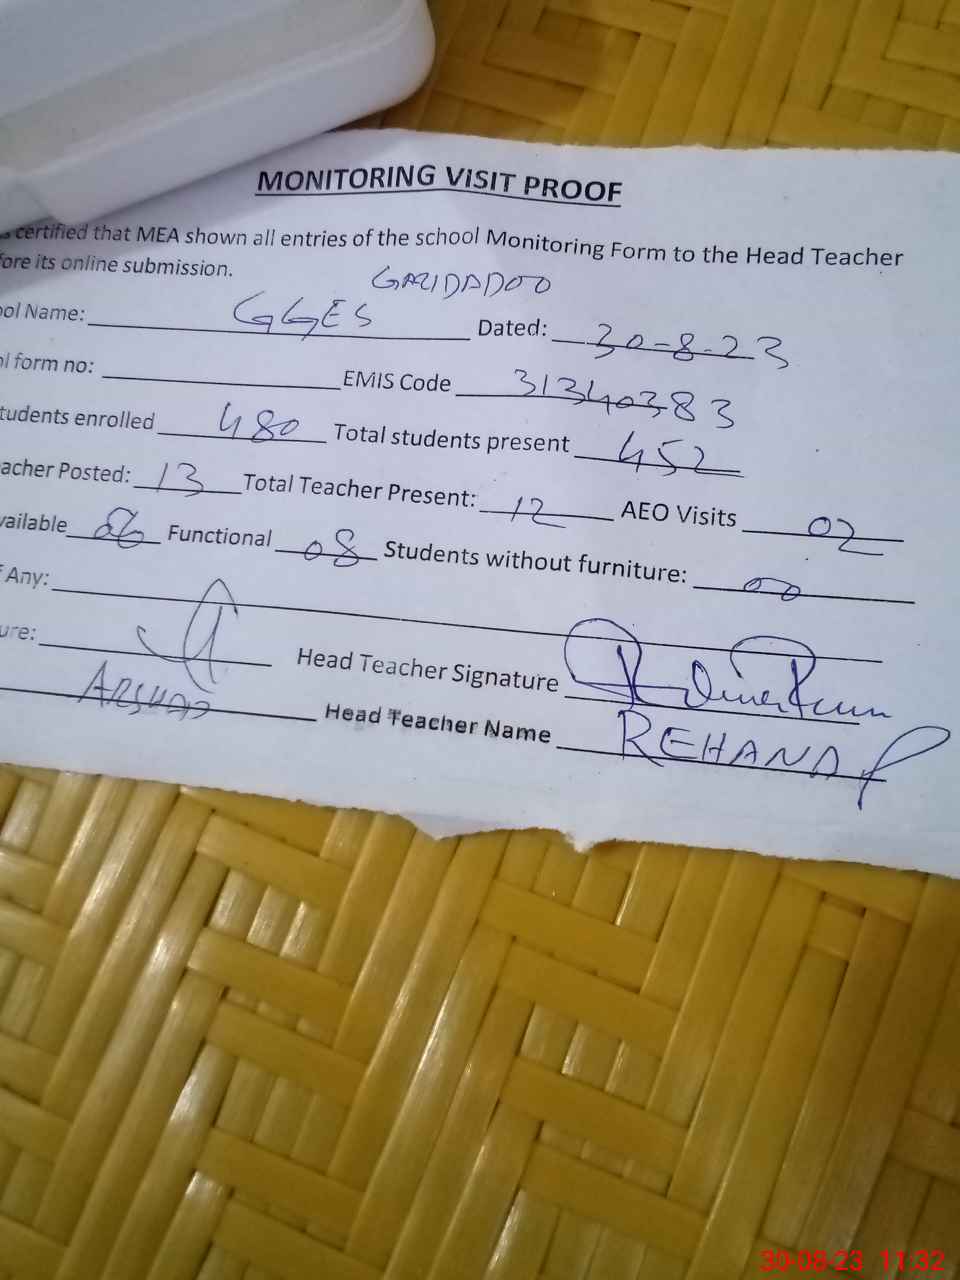 MONITORING VISIT PROOF
s certified that MEA shown all entries of the school Monitoring Form to the Head Teacher
fore its online submission.
GARIDADOO
ool Name: GGES Dated: 30-8-23
ol form no: EMIS Code 31340383
tudents enrolled 480 Total students present 452
eacher Posted: 13 Total Teacher Present: 12 AEO Visits 02
vailable Functional 08 Students without furniture: 00
f Any:
ure: Head Teacher Signature
ARSHAD Head Teacher Name REHANA
30-08-23 11:32